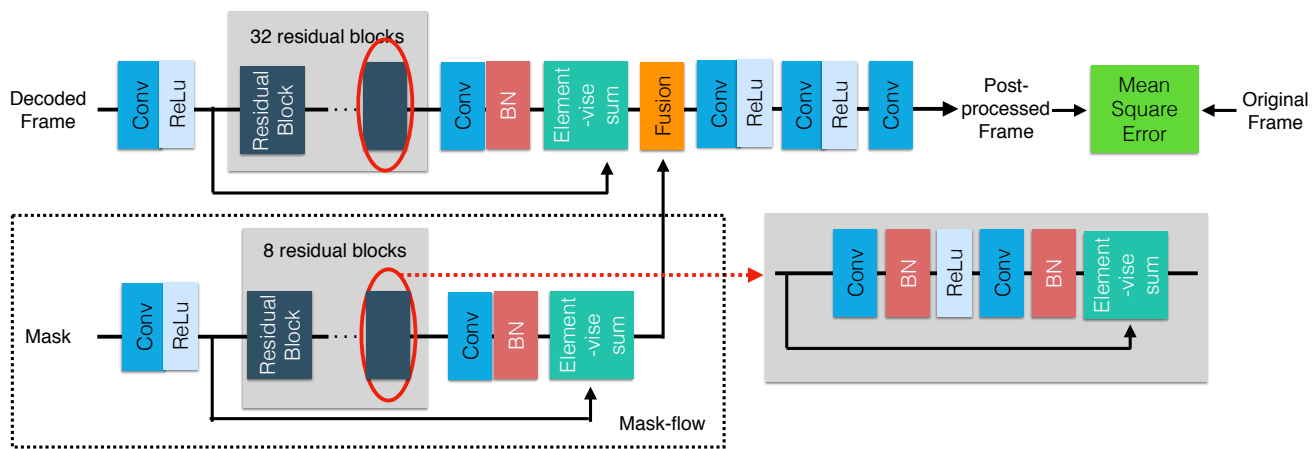 32 residual blocks
Decoded
Frame
Conv
ReLu
Residual
Block
...
Conv
BN
Element
-vise
sum
Fusion
Conv
ReLu
Conv
ReLu
Conv
Post-
processed
Frame
Mean
Square
Error
Original
Frame
8 residual blocks
Mask
Conv
ReLu
Residual
Block
...
Conv
BN
Element
-vise
sum
Mask-flow
Conv
BN
ReLu
Conv
BN
Element
-vise
sum